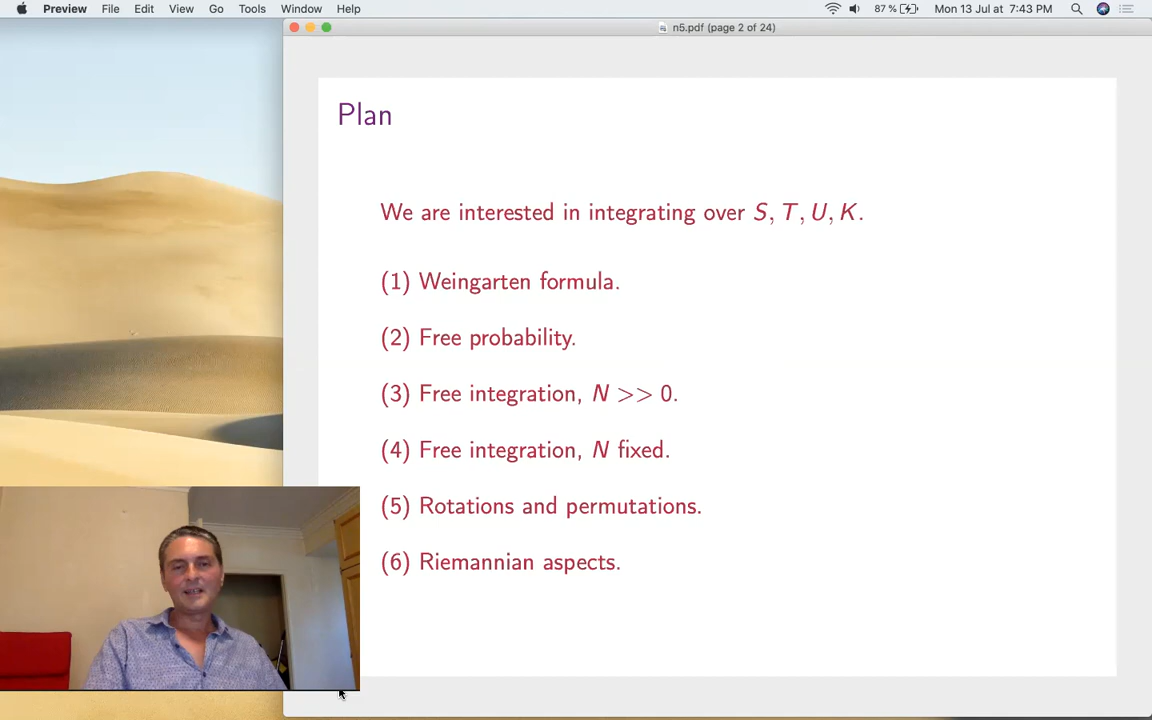 Preview File Edit View Go Tools Window Help 87 % Mon 13 Jul at 7:43 PM
n5.pdf (page 2 of 24)
Plan
We are interested in integrating over S, T, U, K.
(1) Weingarten formula.
(2) Free probability.
(3) Free integration, N >> 0.
(4) Free integration, N fixed.
(5) Rotations and permutations.
(6) Riemannian aspects.